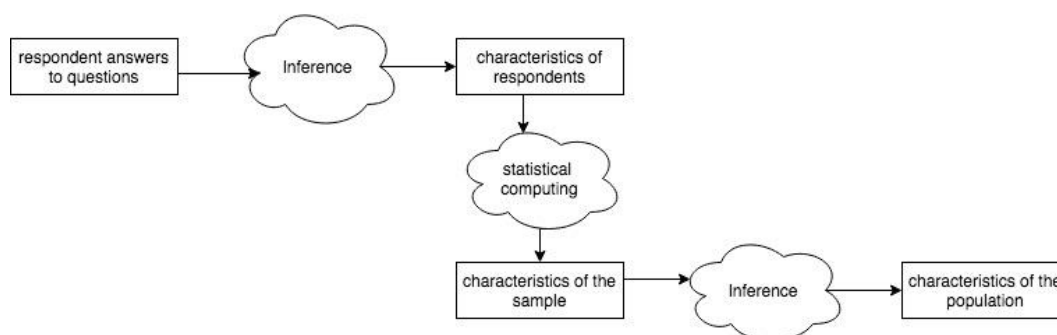 respondent answers
to questions
Inference
characteristics of
respondents
statistical
computing
characteristics of the
sample
Inference
characteristics of the
population